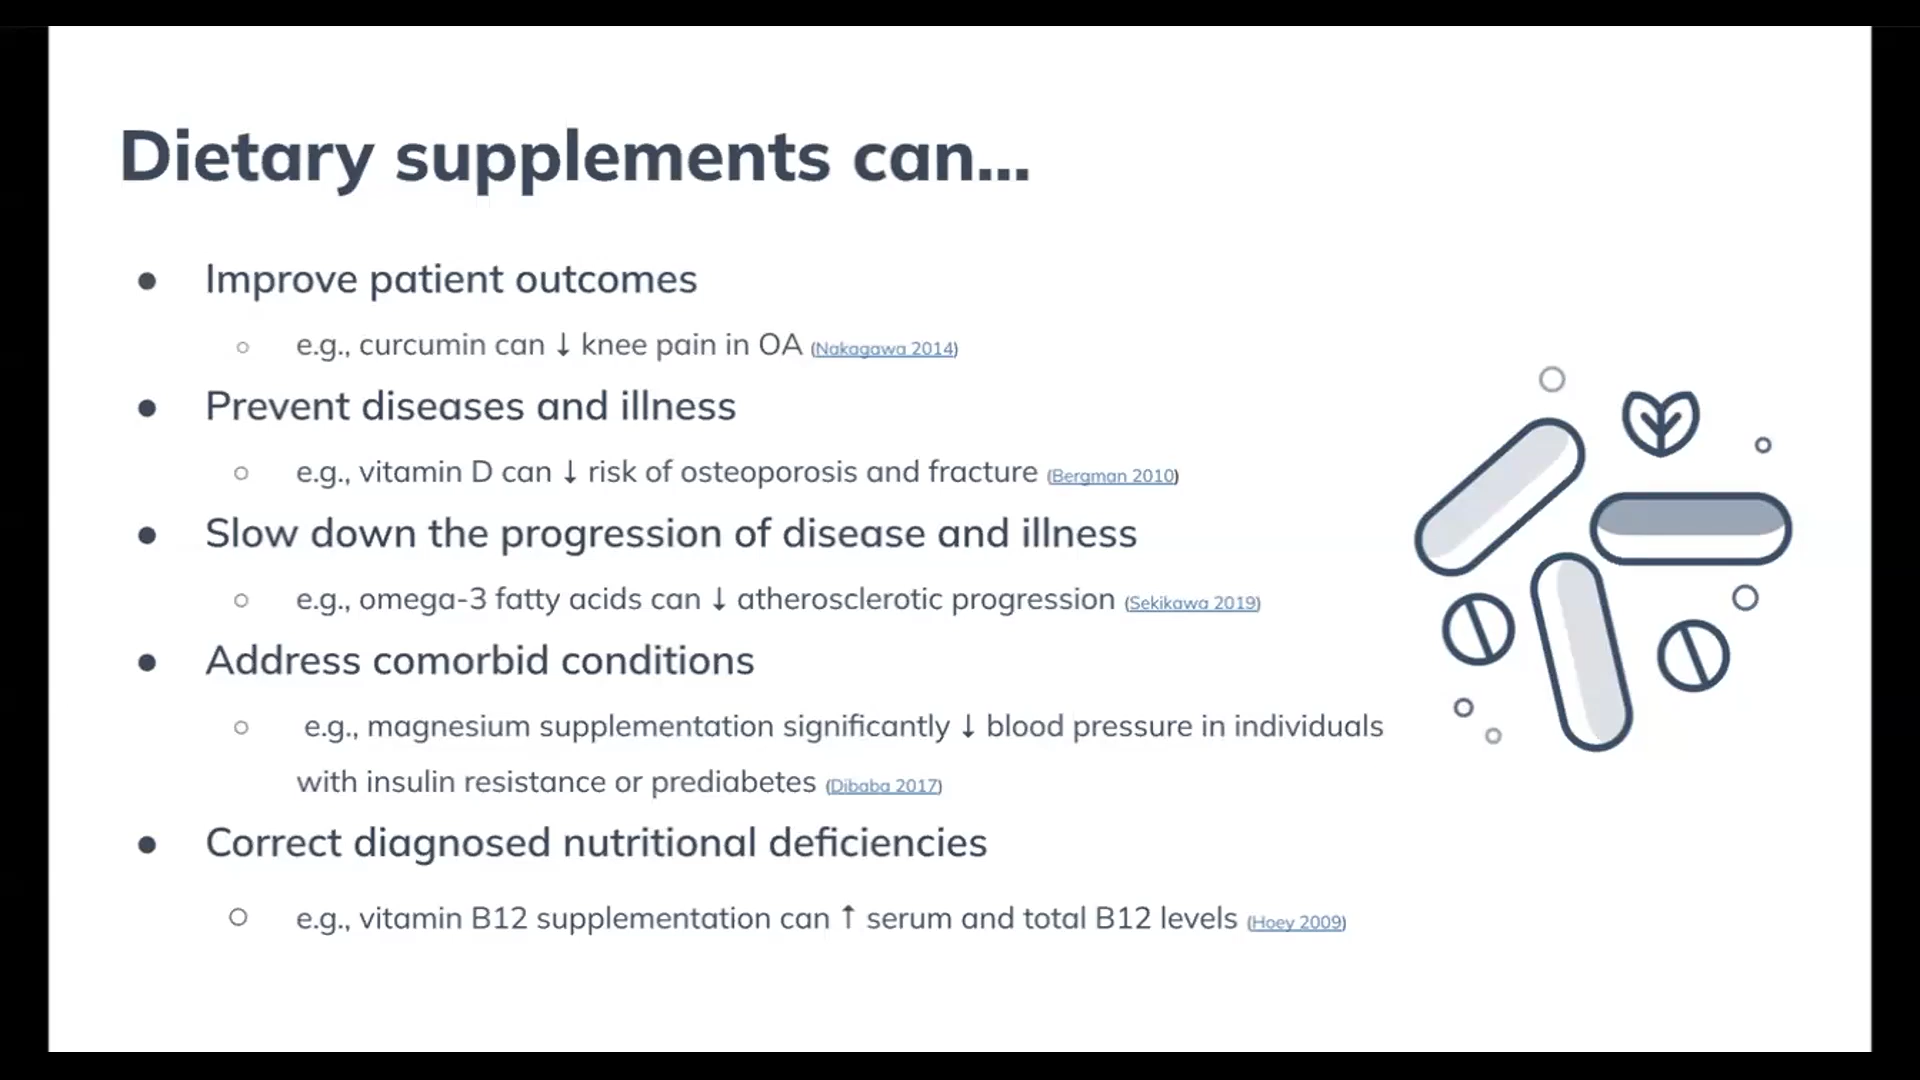 Dietary supplements can...
● Improve patient outcomes
○ e.g., curcumin can ↓ knee pain in OA (Nakagawa 2014)
● Prevent diseases and illness
○ e.g., vitamin D can ↓ risk of osteoporosis and fracture (Bergman 2010)
● Slow down the progression of disease and illness
○ e.g., omega-3 fatty acids can ↓ atherosclerotic progression (Sekikawa 2019)
● Address comorbid conditions
○ e.g., magnesium supplementation significantly ↓ blood pressure in individuals
with insulin resistance or prediabetes (Dibaba 2017)
● Correct diagnosed nutritional deficiencies
○ e.g., vitamin B12 supplementation can ↑ serum and total B12 levels (Hoey 2009)